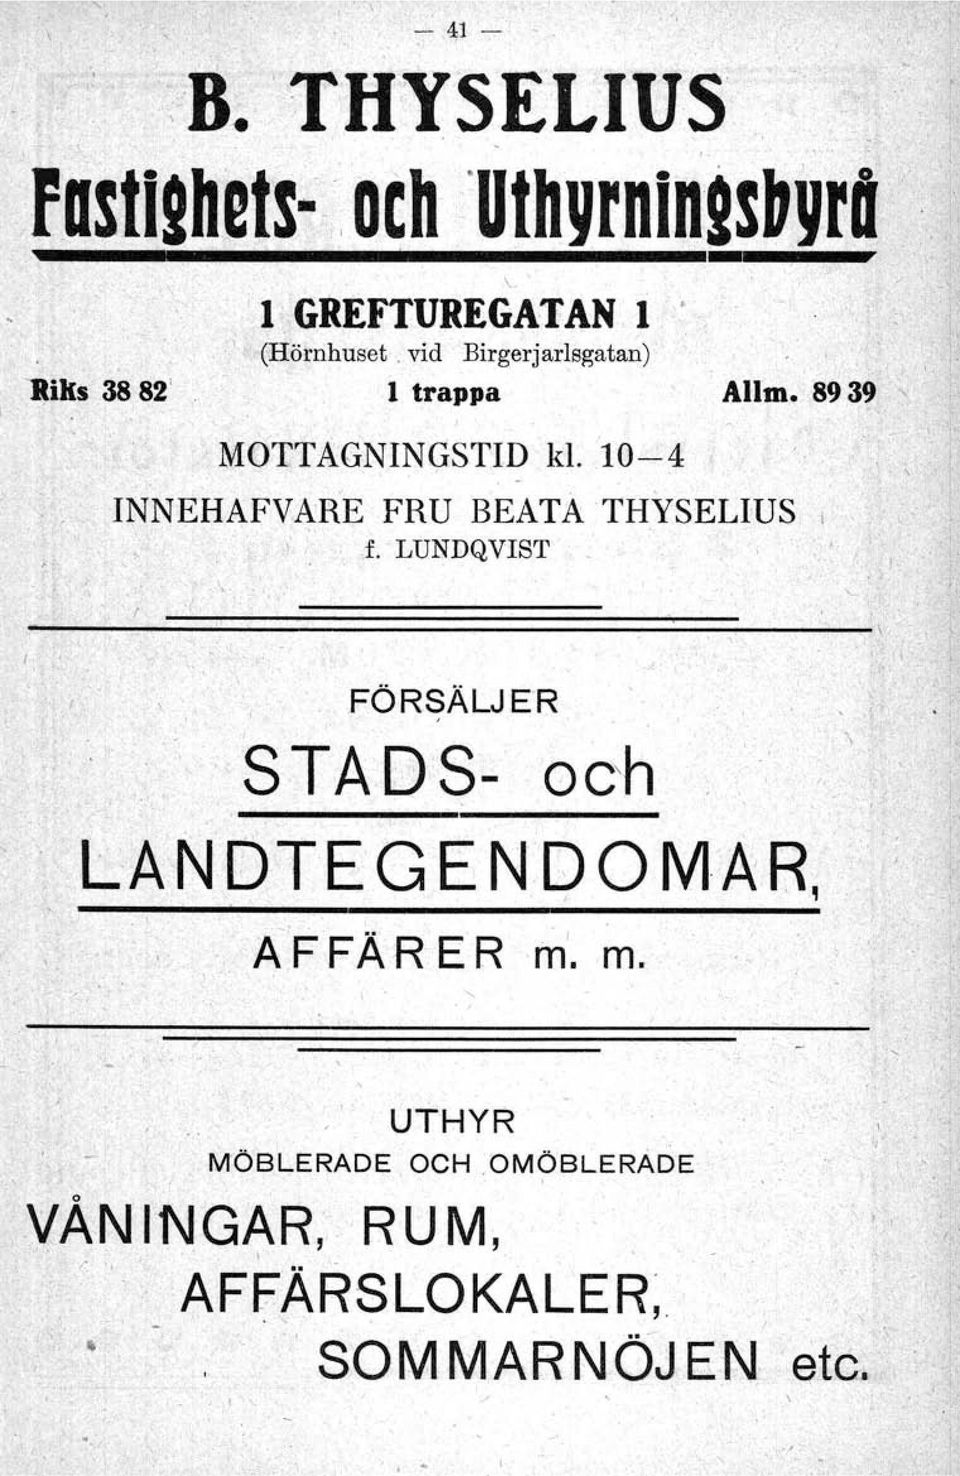 — 41 —
B. THYSELIUS
Fastighets- och Uthyrningsbyrå
1 GREFTUREGATAN 1
(Hörnhuset vid Birgerjarlsgatan)
Riks 38 82 1 trappa Allm. 89 39
MOTTAGNINGSTID kl. 10—4
INNEHAFVARE FRU BEATA THYSELIUS
f. LUNDQVIST
FÖRSÄLJER
STADS- och
LANDTEGENDOMAR,
AFFÄRER m. m.
UTHYR
MÖBLERADE OCH OMÖBLERADE
VÅNINGAR, RUM,
AFFÄRSLOKALER,
SOMMARNÖJEN etc.